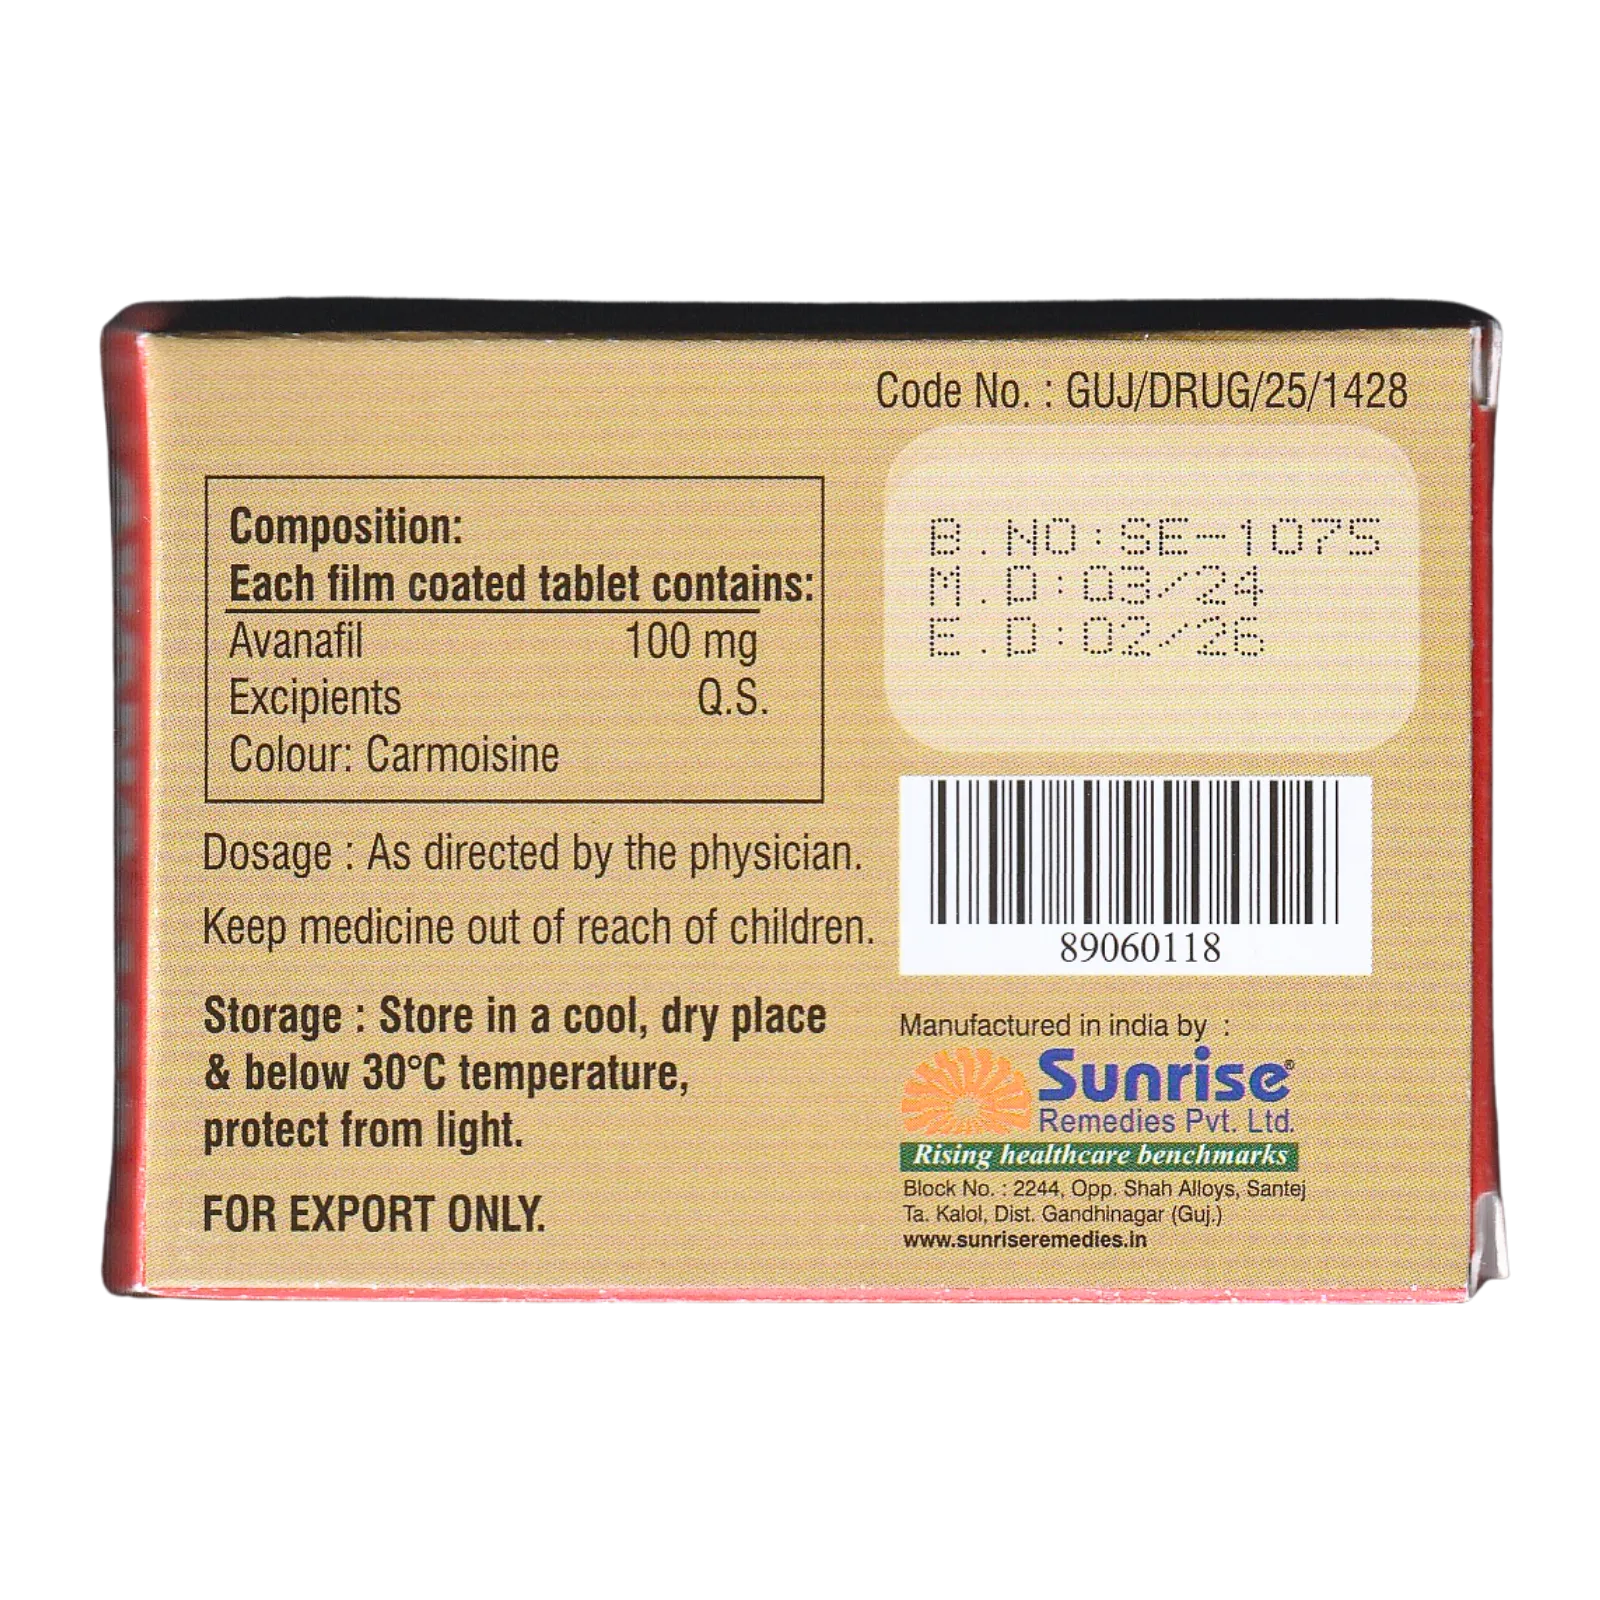 Code No. : GUJ/DRUG/25/1428
Composition:
Each film coated tablet contains:
Avanafil 100 mg
Excipients Q.S.
Colour: Carmoisine
Dosage : As directed by the physician.
Keep medicine out of reach of children.
Storage : Store in a cool, dry place
& below 30°C temperature,
protect from light.
FOR EXPORT ONLY.
B.NO:SE-1075
M.D:03/24
E.D:02/26
89060118
Manufactured in india by :
Sunrise®
Remedies Pvt. Ltd.
Rising healthcare benchmarks
Block No. : 2244, Opp. Shah Alloys, Santej
Ta. Kalol, Dist. Gandhinagar (Guj.)
www.sunriseremedies.in